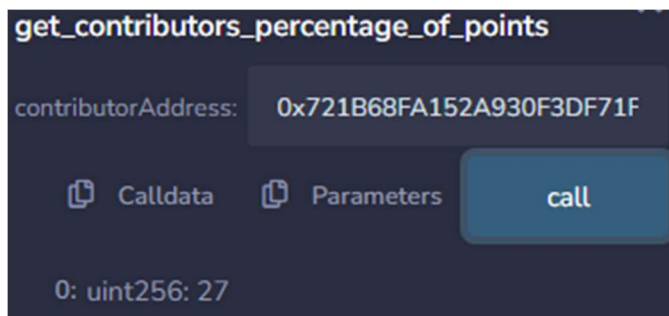 get_contributors_percentage_of_points
contributorAddress: 0x721B68FA152A930F3DF71F
Calldata Parameters call
0: uint256: 27